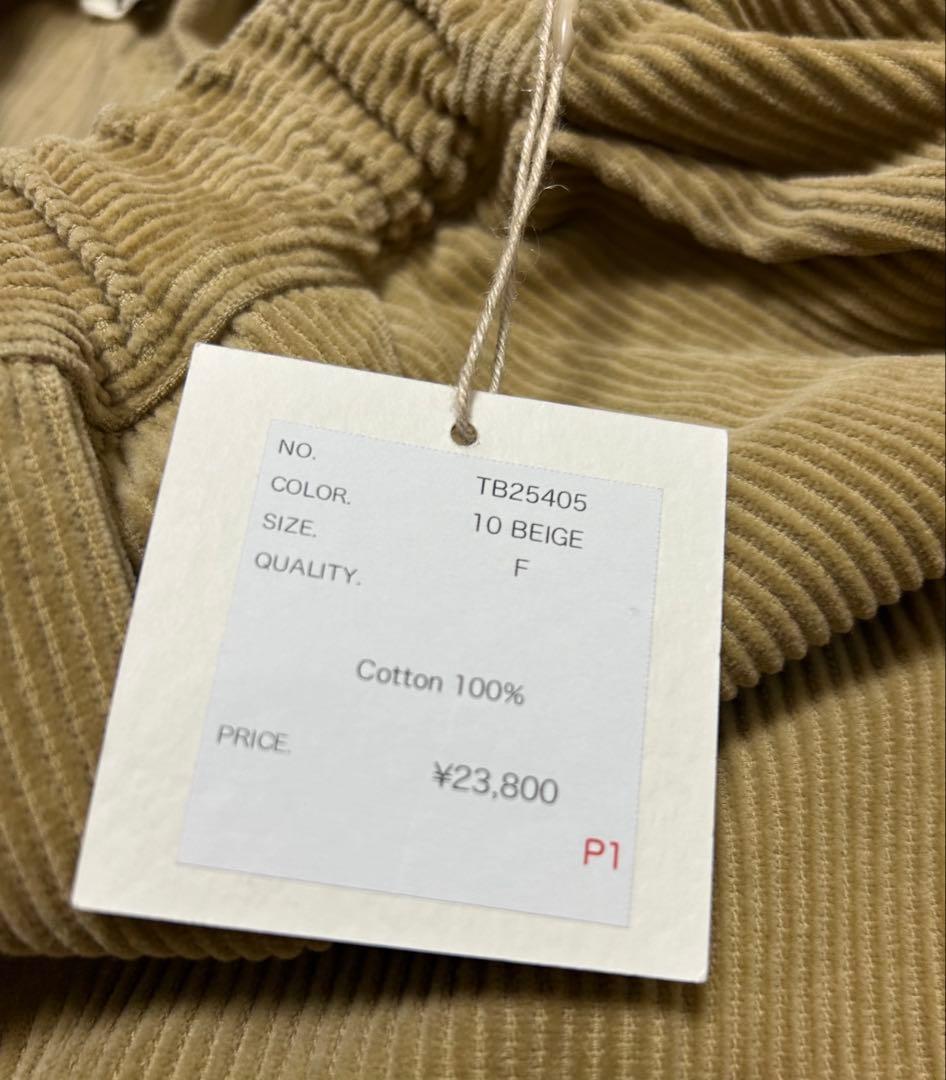 NO. TB25405
COLOR. 10 BEIGE
SIZE. F
QUALITY.
Cotton 100%
PRICE.
¥23,800
P1